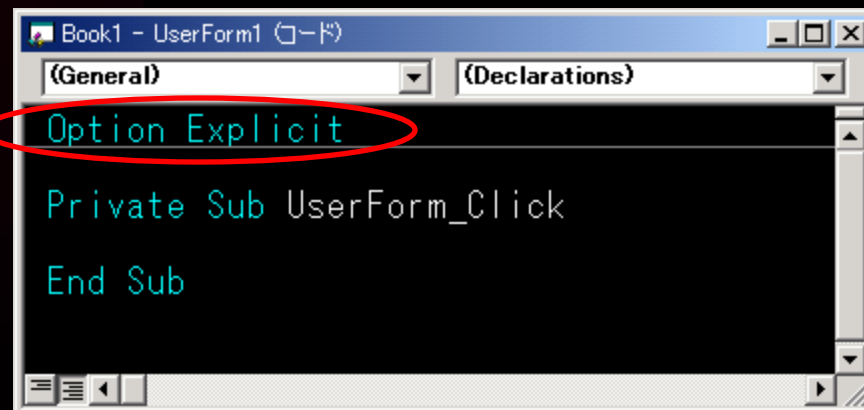 Book1 - UserForm1 (コード)
(General) (Declarations)
Option Explicit
Private Sub UserForm_Click
End Sub